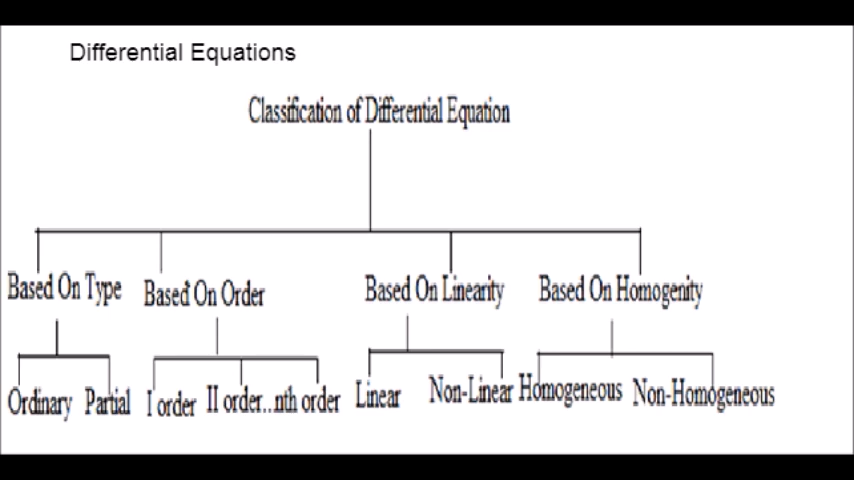 Differential Equations
Classification of Differential Equation
Based On Type
Based On Order
Based On Linearity
Based On Homogenity
Ordinary
Partial
I order
II order...nth order
Linear
Non-Linear
Homogeneous
Non-Homogeneous